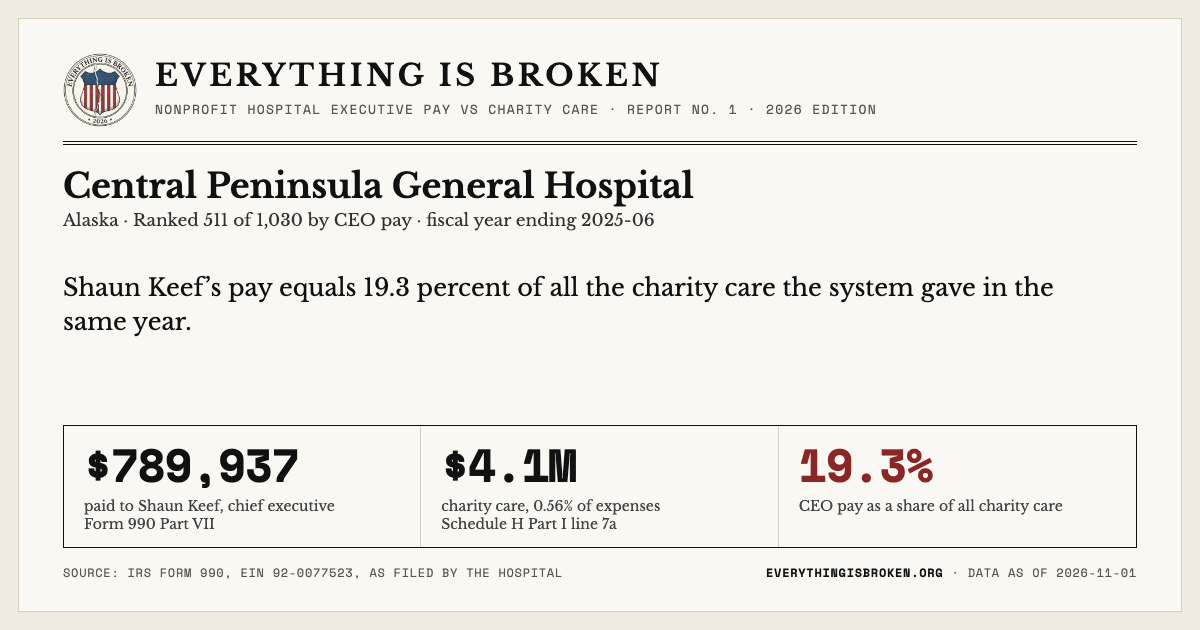 EVERYTHING IS BROKEN
2026
EVERYTHING IS BROKEN
NONPROFIT HOSPITAL EXECUTIVE PAY VS CHARITY CARE · REPORT NO. 1 · 2026 EDITION
Central Peninsula General Hospital
Alaska · Ranked 511 of 1,030 by CEO pay · fiscal year ending 2025-06
Shaun Keef’s pay equals 19.3 percent of all the charity care the system gave in the
same year.
$789,937
paid to Shaun Keef, chief executive
Form 990 Part VII
$4.1M
charity care, 0.56% of expenses
Schedule H Part I line 7a
19.3%
CEO pay as a share of all charity care
SOURCE: IRS FORM 990, EIN 92-0077523, AS FILED BY THE HOSPITAL
EVERYTHINGISBROKEN.ORG · DATA AS OF 2026-11-01